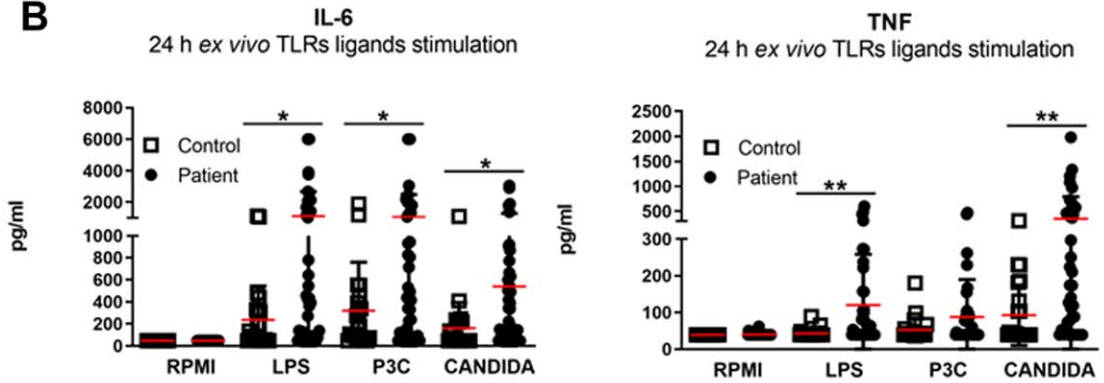 B
IL-6
24 h ex vivo TLRs ligands stimulation
8000
6000
4000
2000
1000
800
600
400
200
0
pg/ml
Control
Patient
*
*
*
RPMI LPS P3C CANDIDA
TNF
24 h ex vivo TLRs ligands stimulation
2500
2000
1500
1000
500
300
200
100
0
pg/ml
Control
Patient
**
**
RPMI LPS P3C CANDIDA